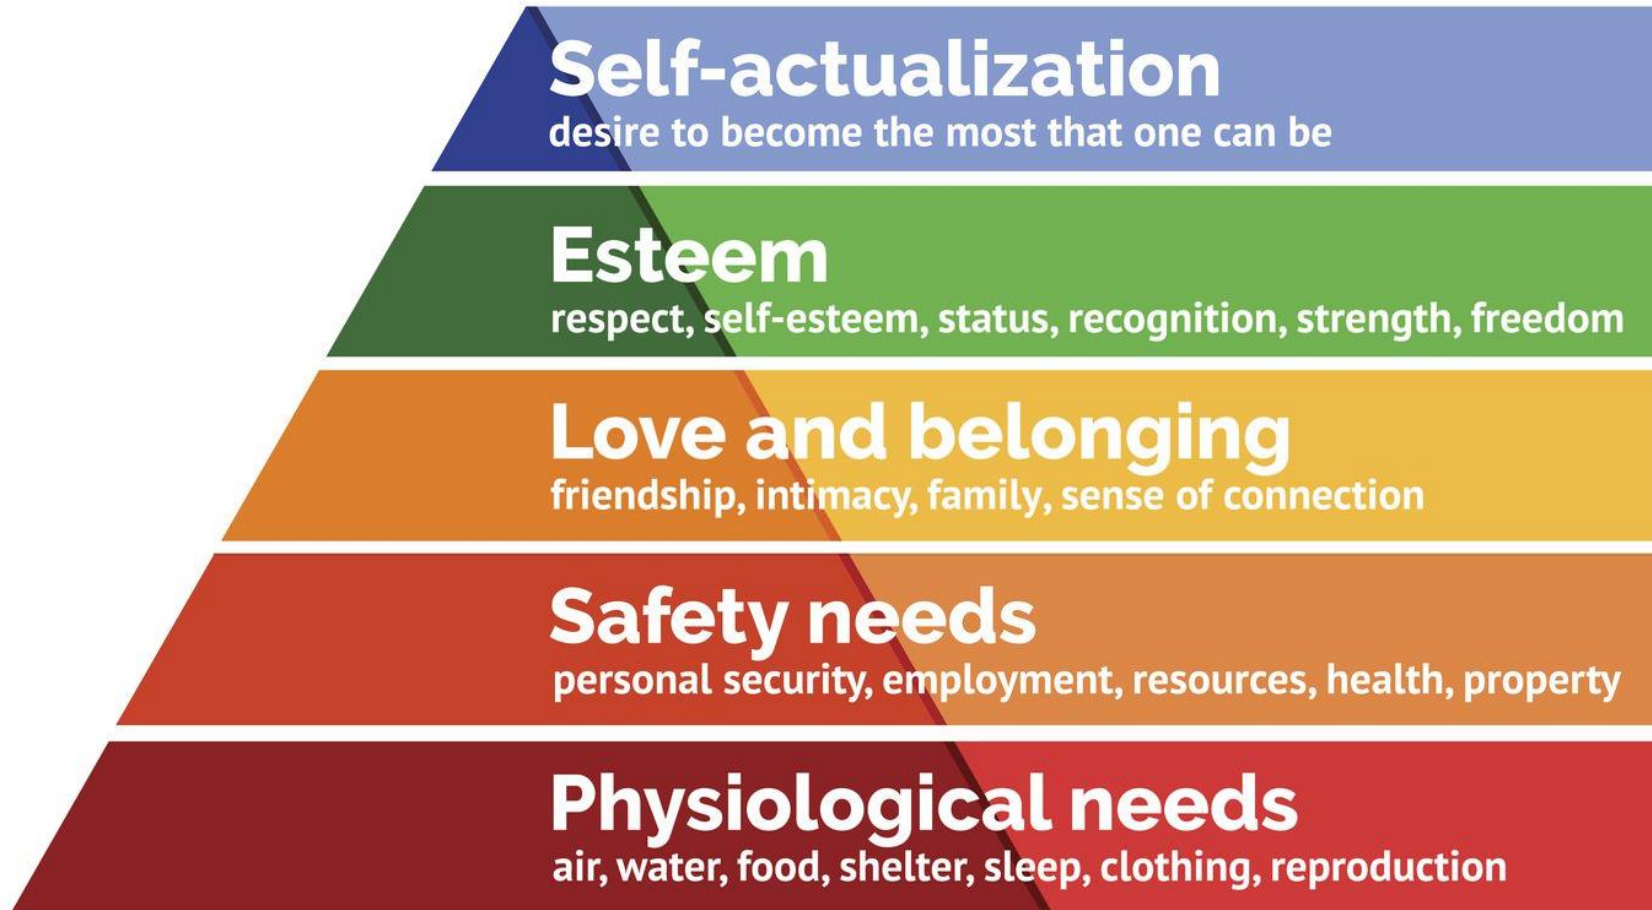 Self-actualization
desire to become the most that one can be
Esteem
respect, self-esteem, status, recognition, strength, freedom
Love and belonging
friendship, intimacy, family, sense of connection
Safety needs
personal security, employment, resources, health, property
Physiological needs
air, water, food, shelter, sleep, clothing, reproduction